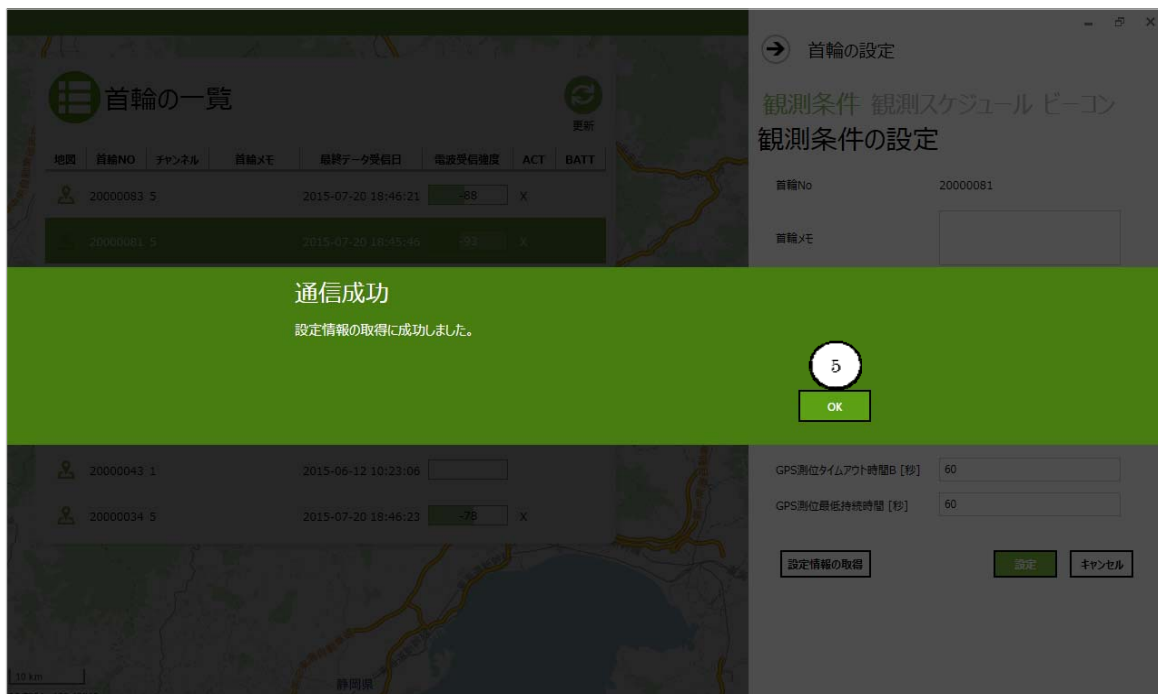 首輪の設定
首輪の一覧
更新
観測条件 観測スケジュール ビーコン
観測条件の設定
地図 首輪NO チャンネル 首輪メモ 最終データ受信日 電波受信強度 ACT BATT
首輪No 20000081
20000083 5 2015-07-20 18:46:21 -88 X
首輪メモ
20000081 5 2015-07-20 18:45:46 -93 X
通信成功
設定情報の取得に成功しました。
5
OK
20000043 1 2015-06-12 10:23:06
GPS測位タイムアウト時間B [秒] 60
GPS測位最低持続時間 [秒] 60
20000034 5 2015-07-20 18:46:23 -78 X
設定情報の取得 設定 キャンセル
10 km
静岡県